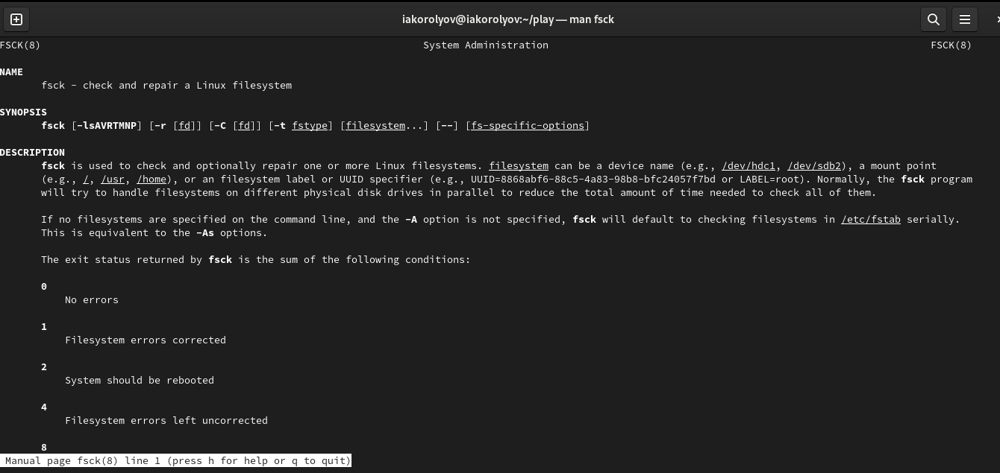 iakorolyov@iakorolyov:~/play — man fsck
FSCK(8) System Administration FSCK(8)
NAME
fsck - check and repair a Linux filesystem
SYNOPSIS
fsck [-lsAVRTMNP] [-r [fd]] [-C [fd]] [-t fstype] [filesystem...] [--] [fs-specific-options]
DESCRIPTION
fsck is used to check and optionally repair one or more Linux filesystems. filesystem can be a device name (e.g., /dev/hdc1, /dev/sdb2), a mount point
(e.g., /, /usr, /home), or an filesystem label or UUID specifier (e.g., UUID=8868abf6-88c5-4a83-98b8-bfc24057f7bd or LABEL=root). Normally, the fsck program
will try to handle filesystems on different physical disk drives in parallel to reduce the total amount of time needed to check all of them.
If no filesystems are specified on the command line, and the -A option is not specified, fsck will default to checking filesystems in /etc/fstab serially.
This is equivalent to the -As options.
The exit status returned by fsck is the sum of the following conditions:
0
No errors
1
Filesystem errors corrected
2
System should be rebooted
4
Filesystem errors left uncorrected
8
Manual page fsck(8) line 1 (press h for help or q to quit)